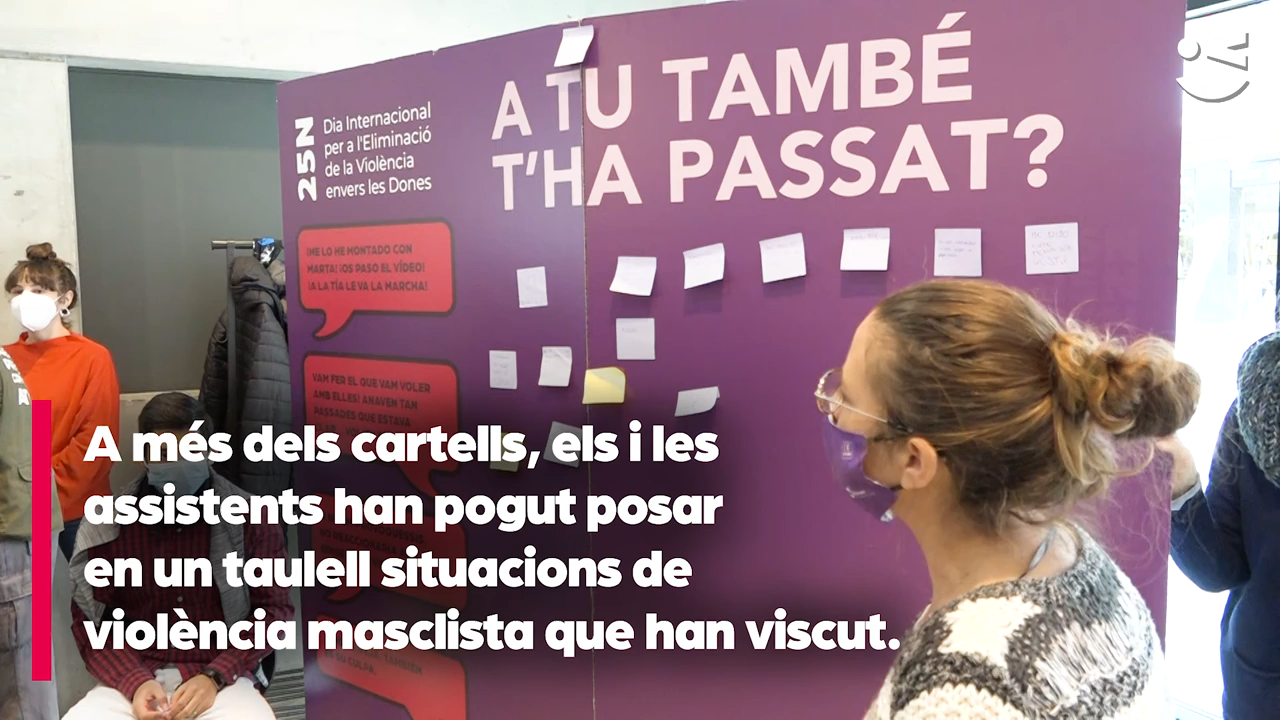 25N
Dia Internacional
per a l'Eliminació
de la Violència
envers les Dones
A TU TAMBÉ
T'HA PASSAT?
¡ME LO HE MONTADO CON
MARTA! ¡OS PASO EL VÍDEO!
¡A LA TÍA LE VA LA MARCHA!
VAM FER EL QUE VAM VOLER
AMB ELLES! ANAVEN TAN
PASSADES QUE ESTAVA
A més dels cartells, els i les
assistents han pogut posar
en un taulell situacions de
violència masclista que han viscut.
SU CULPA.